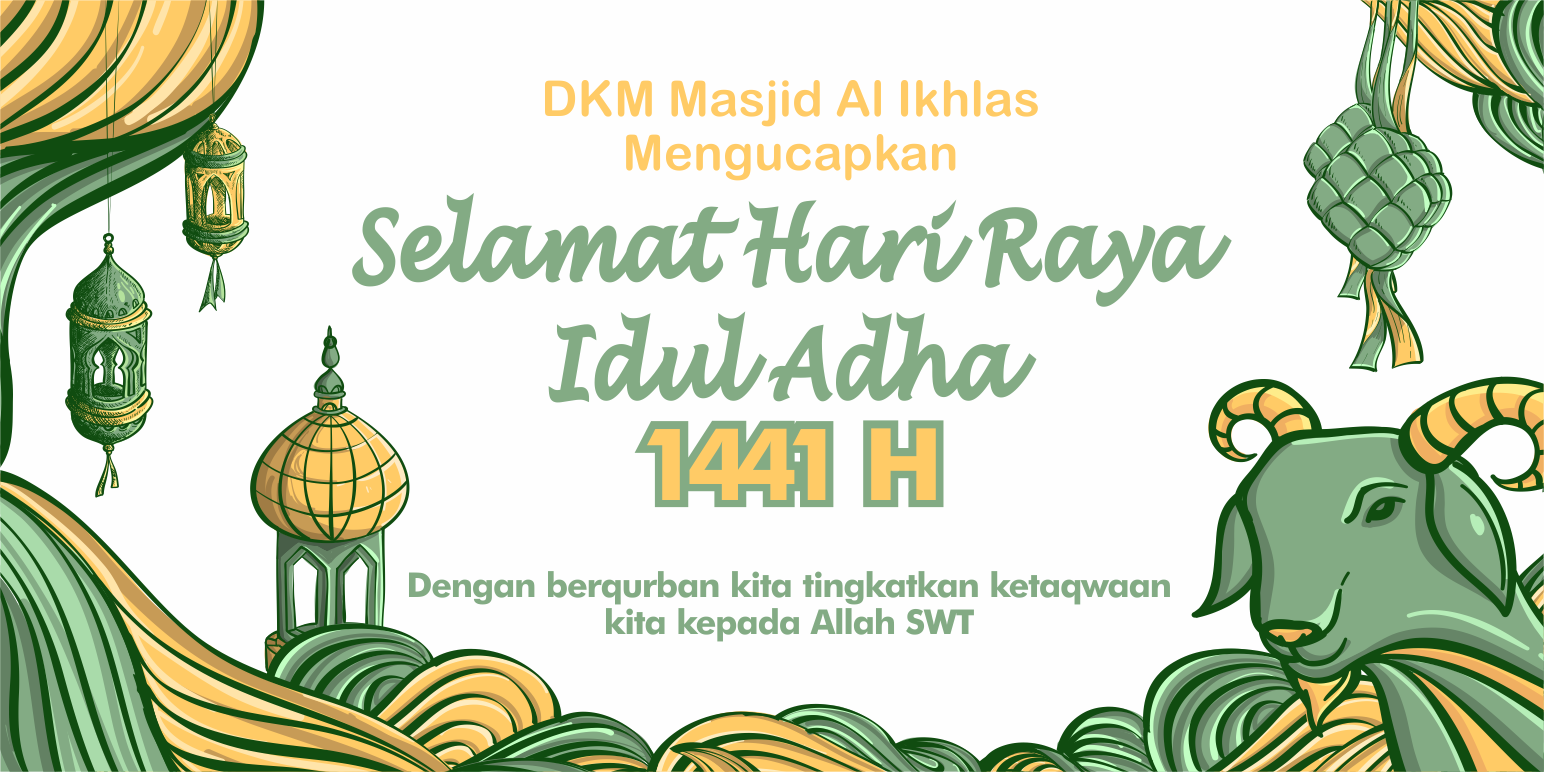 DKM Masjid Al Ikhlas
Mengucapkan
Selamat Hari Raya
Idul Adha
1441 H
Dengan berqurban kita tingkatkan ketaqwaan
kita kepada Allah SWT